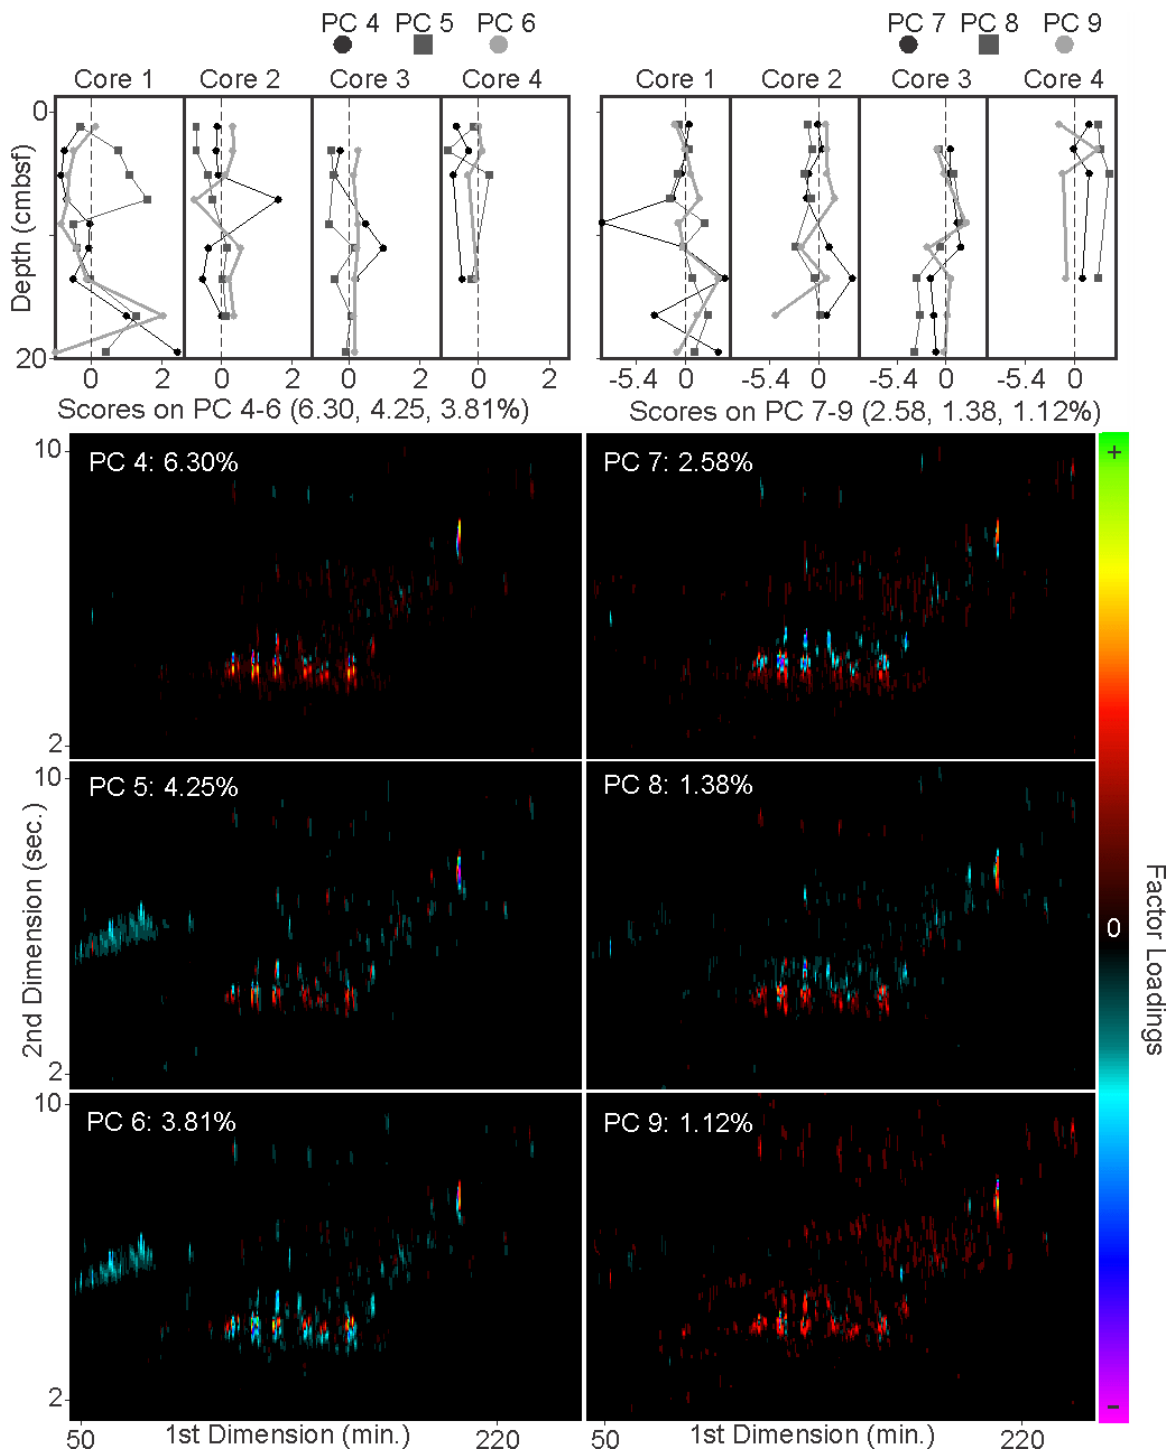 PC 4 PC 5 PC 6 PC 7 PC 8 PC 9
Core 1 Core 2 Core 3 Core 4 Core 1 Core 2 Core 3 Core 4
0
Depth (cmbsf)
20
0 0 2 0 2 0 2 -5.4 0 -5.4 0 -5.4 0 -5.4 0
Scores on PC 4-6 (6.30, 4.25, 3.81%) Scores on PC 7-9 (2.58, 1.38, 1.12%)
10
PC 4: 6.30% PC 7: 2.58%
+
2
10
PC 5: 4.25% PC 8: 1.38%
2nd Dimension (sec.)
0
Factor Loadings
2
10
PC 6: 3.81% PC 9: 1.12%
2
-
50 1st Dimension (min.) 220 50 1st Dimension (min.) 220